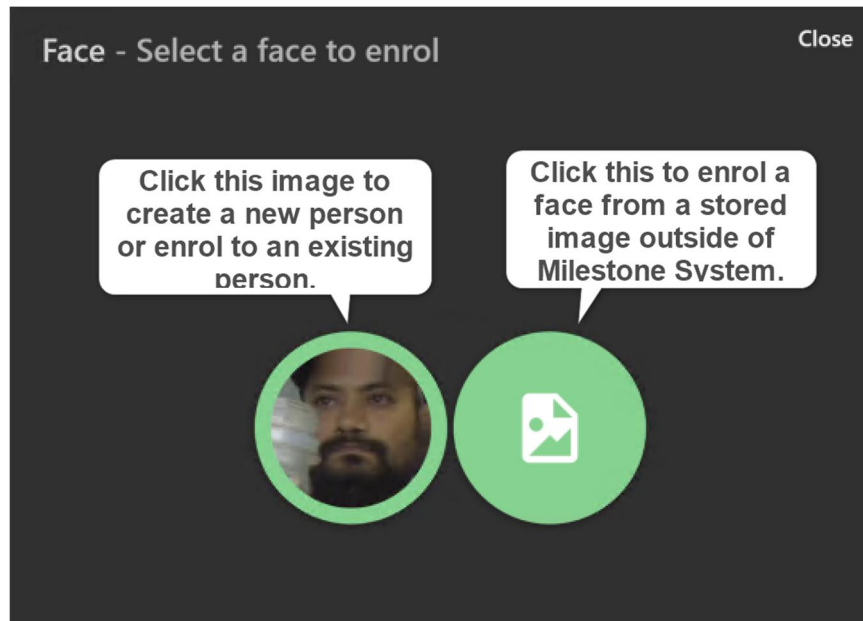 Face - Select a face to enrol
Close
Click this image to
create a new person
or enrol to an existing
person.
Click this to enrol a
face from a stored
image outside of
Milestone System.